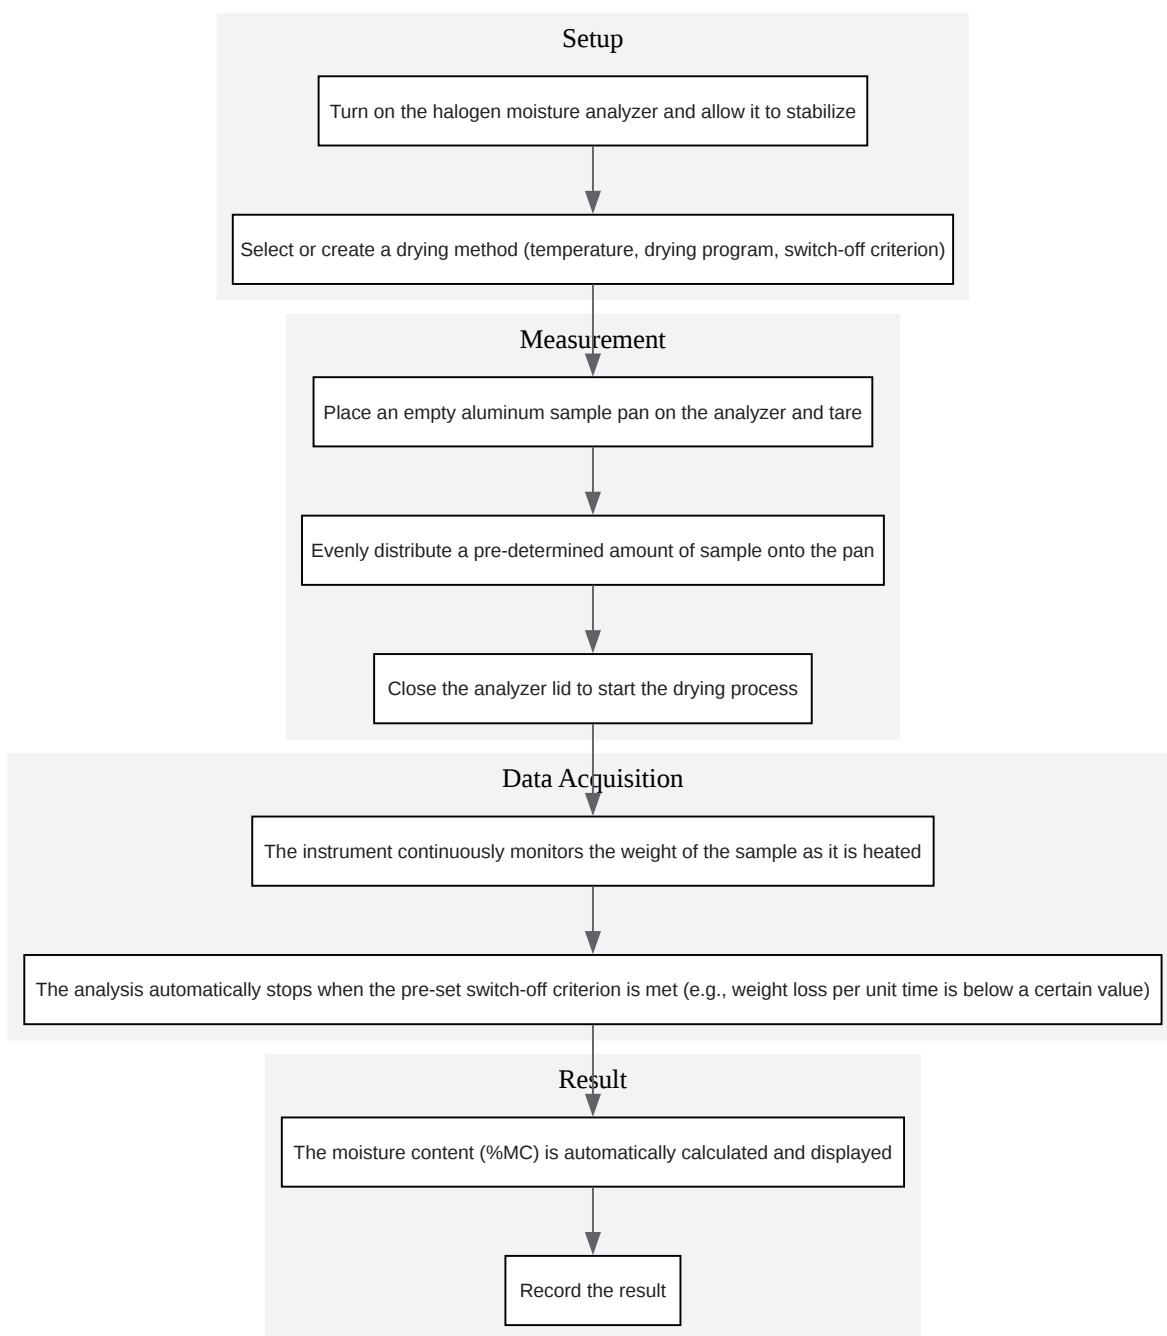 Setup
Turn on the halogen moisture analyzer and allow it to stabilize
Select or create a drying method (temperature, drying program, switch-off criterion)
Measurement
Place an empty aluminum sample pan on the analyzer and tare
Evenly distribute a pre-determined amount of sample onto the pan
Close the analyzer lid to start the drying process
Data Acquisition
The instrument continuously monitors the weight of the sample as it is heated
The analysis automatically stops when the pre-set switch-off criterion is met (e.g., weight loss per unit time is below a certain value)
Result
The moisture content (%MC) is automatically calculated and displayed
Record the result